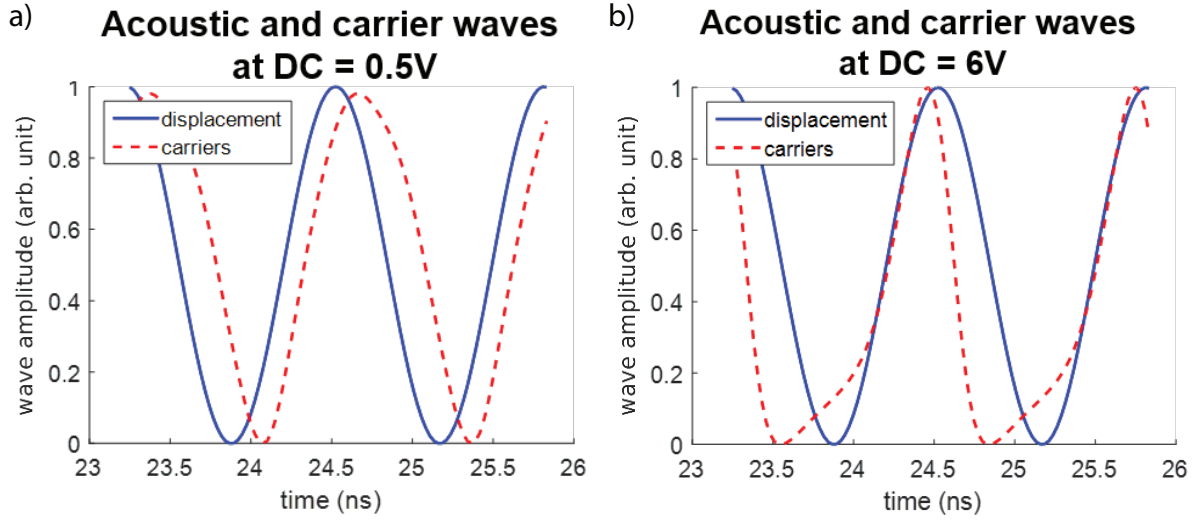 a)
Acoustic and carrier waves
at DC = 0.5V
wave amplitude (arb. unit)
1
0.8
0.6
0.4
0.2
0
displacement
carriers
23
23.5
24
24.5
25
25.5
26
time (ns)
b)
Acoustic and carrier waves
at DC = 6V
wave amplitude (arb. unit)
1
0.8
0.6
0.4
0.2
0
displacement
carriers
23
23.5
24
24.5
25
25.5
26
time (ns)